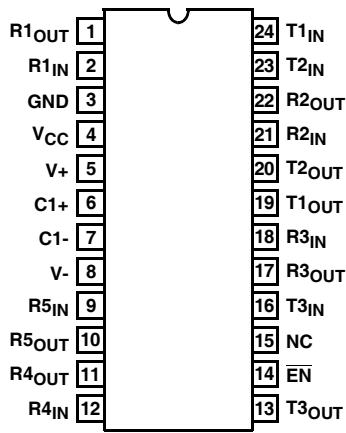 R1OUT 1 24 T1IN
R1IN 2 23 T2IN
GND 3 22 R2OUT
VCC 4 21 R2IN
V+ 5 20 T2OUT
C1+ 6 19 T1OUT
C1- 7 18 R3IN
V- 8 17 R3OUT
R5IN 9 16 T3IN
R5OUT 10 15 NC
R4OUT 11 14 E̅N̅
R4IN 12 13 T3OUT